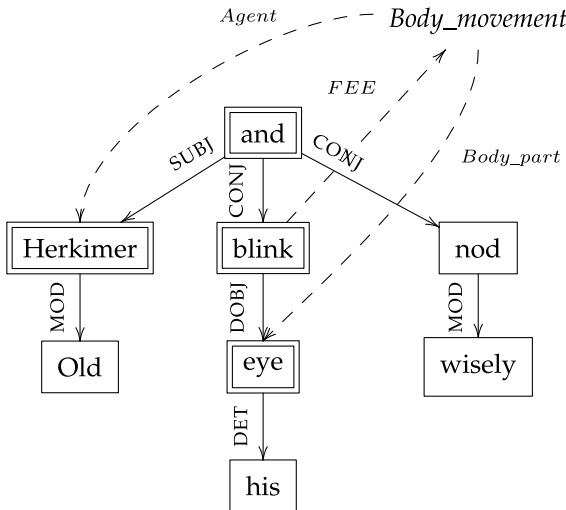 Agent
Body_movement
FEE
and
SUBJ
CONJ
CONJ
Body_part
Herkimer
blink
nod
MOD
DOBJ
MOD
Old
eye
wisely
DET
his